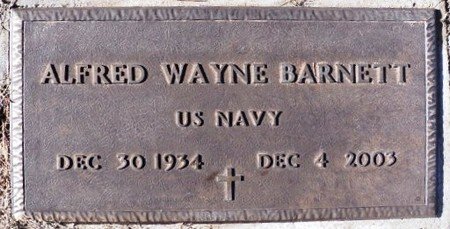 ALFRED WAYNE BARNETT
US NAVY
DEC 30 1934 DEC 4 2003